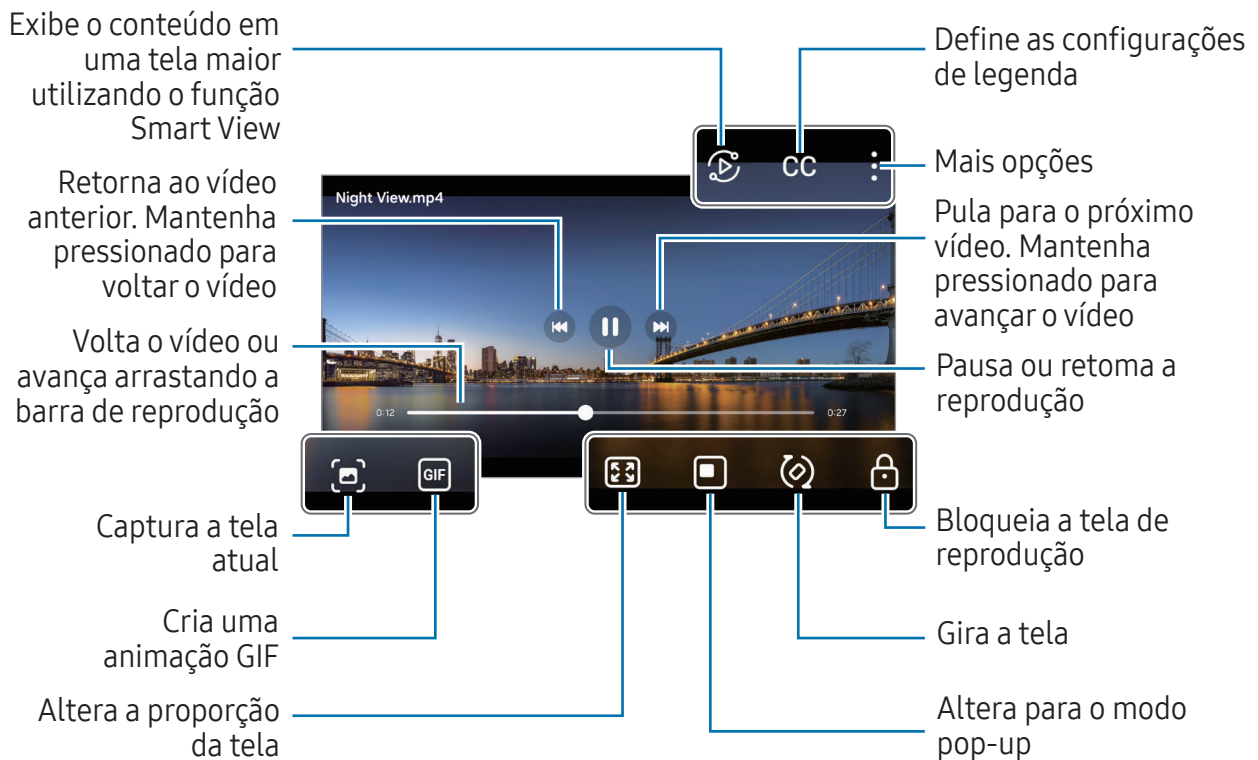 Exibe o conteúdo em
uma tela maior
utilizando o função
Smart View
Define as configurações
de legenda
CC
Mais opções
Retorna ao vídeo
anterior. Mantenha
pressionado para
voltar o vídeo
Night View.mp4
Pula para o próximo
vídeo. Mantenha
pressionado para
avançar o vídeo
Volta o vídeo ou
avança arrastando a
barra de reprodução
Pausa ou retoma a
reprodução
0:12
0:27
GIF
Captura a tela
atual
Bloqueia a tela de
reprodução
Cria uma
animação GIF
Gira a tela
Altera a proporção
da tela
Altera para o modo
pop-up